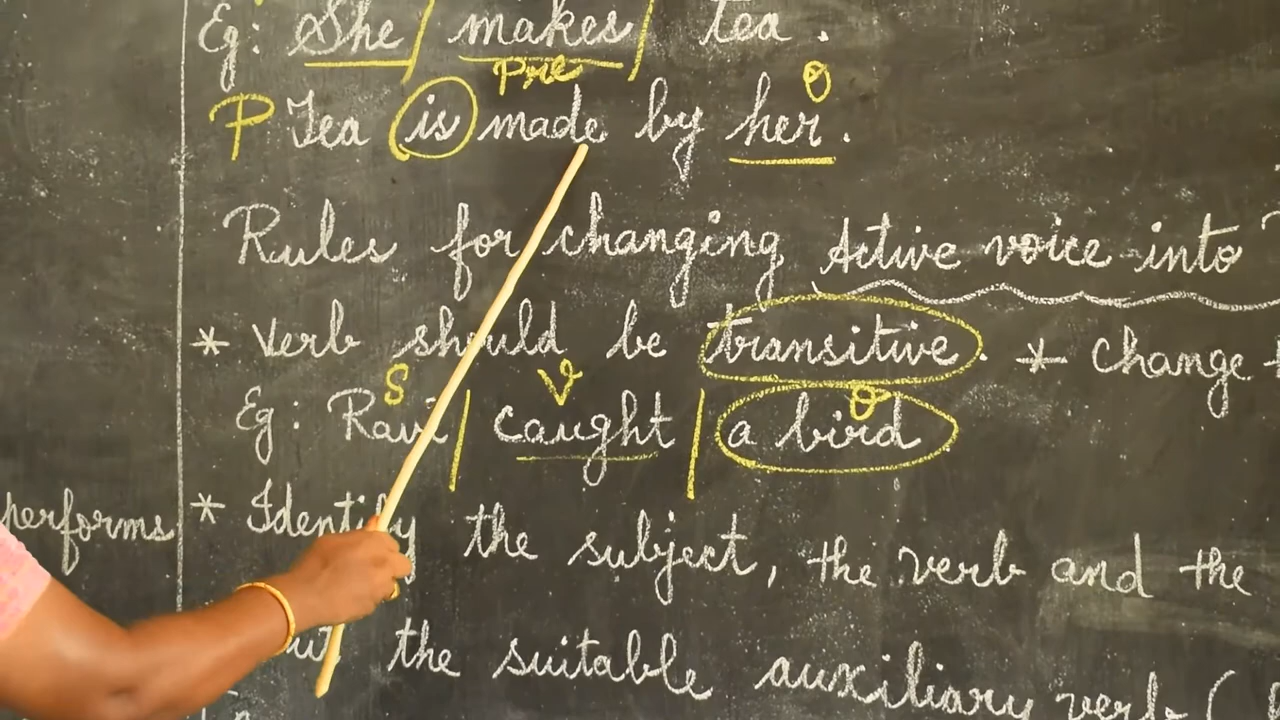 Eg: She / makes / tea.
Pre O
P Tea is made by her.
Rules for changing Active voice into
* Verb should be transitive. * Change
S V O
Eg: Ravi / caught / a bird
performs * Identify the subject, the verb and the
the suitable auxiliary verb (